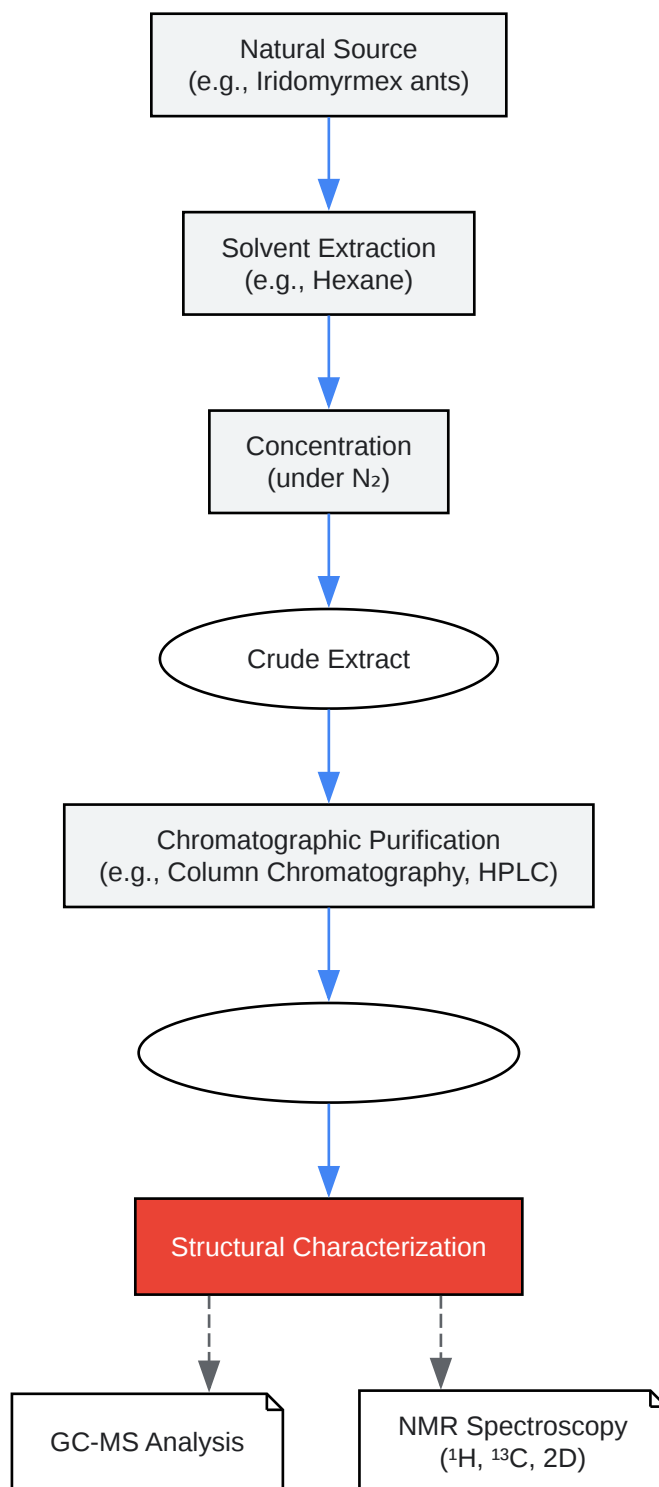 Natural Source
(e.g., Iridomyrmex ants)
Solvent Extraction
(e.g., Hexane)
Concentration
(under N₂)
Crude Extract
Chromatographic Purification
(e.g., Column Chromatography, HPLC)
Structural Characterization
GC-MS Analysis
NMR Spectroscopy
(¹H, ¹³C, 2D)